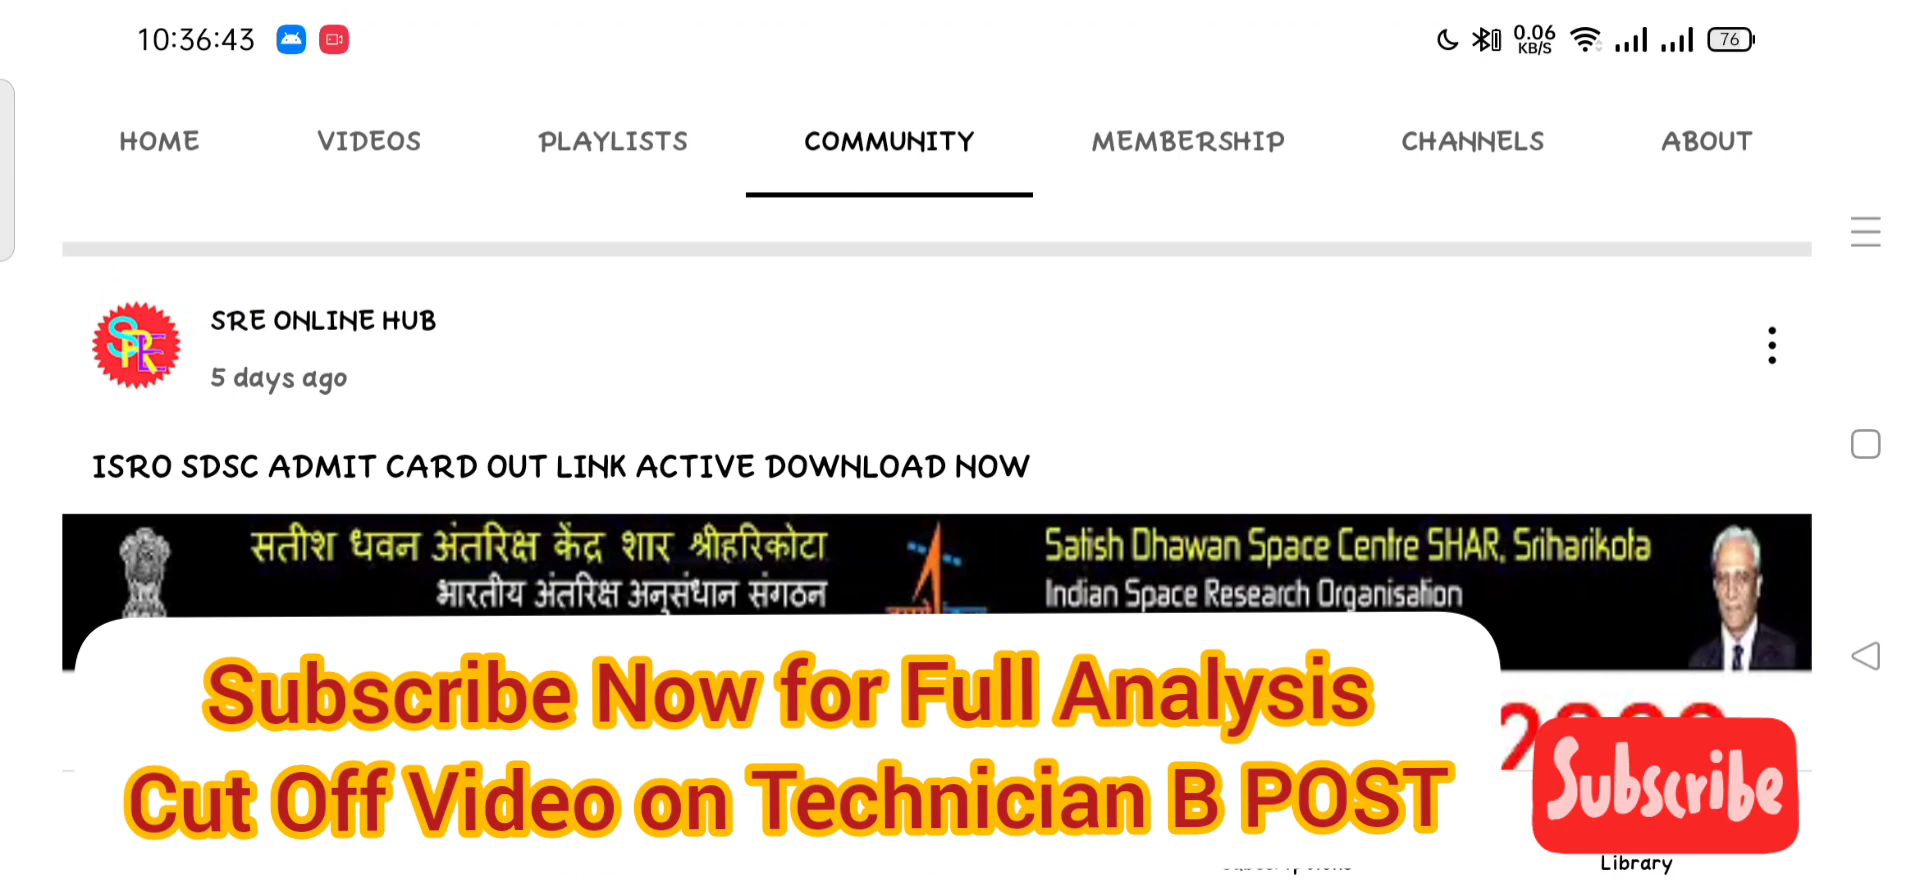 10:36:43
0.06
KB/S
76
HOME VIDEOS PLAYLISTS COMMUNITY MEMBERSHIP CHANNELS ABOUT
SRE
SRE ONLINE HUB
5 days ago
ISRO SDSC ADMIT CARD OUT LINK ACTIVE DOWNLOAD NOW
सतीश धवन अंतरिक्ष केंद्र शार श्रीहरिकोटा
भारतीय अंतरिक्ष अनुसंधान संगठन
Satish Dhawan Space Centre SHAR, Sriharikota
Indian Space Research Organisation
Subscribe Now for Full Analysis
Cut Off Video on Technician B POST
Subscribe
Library